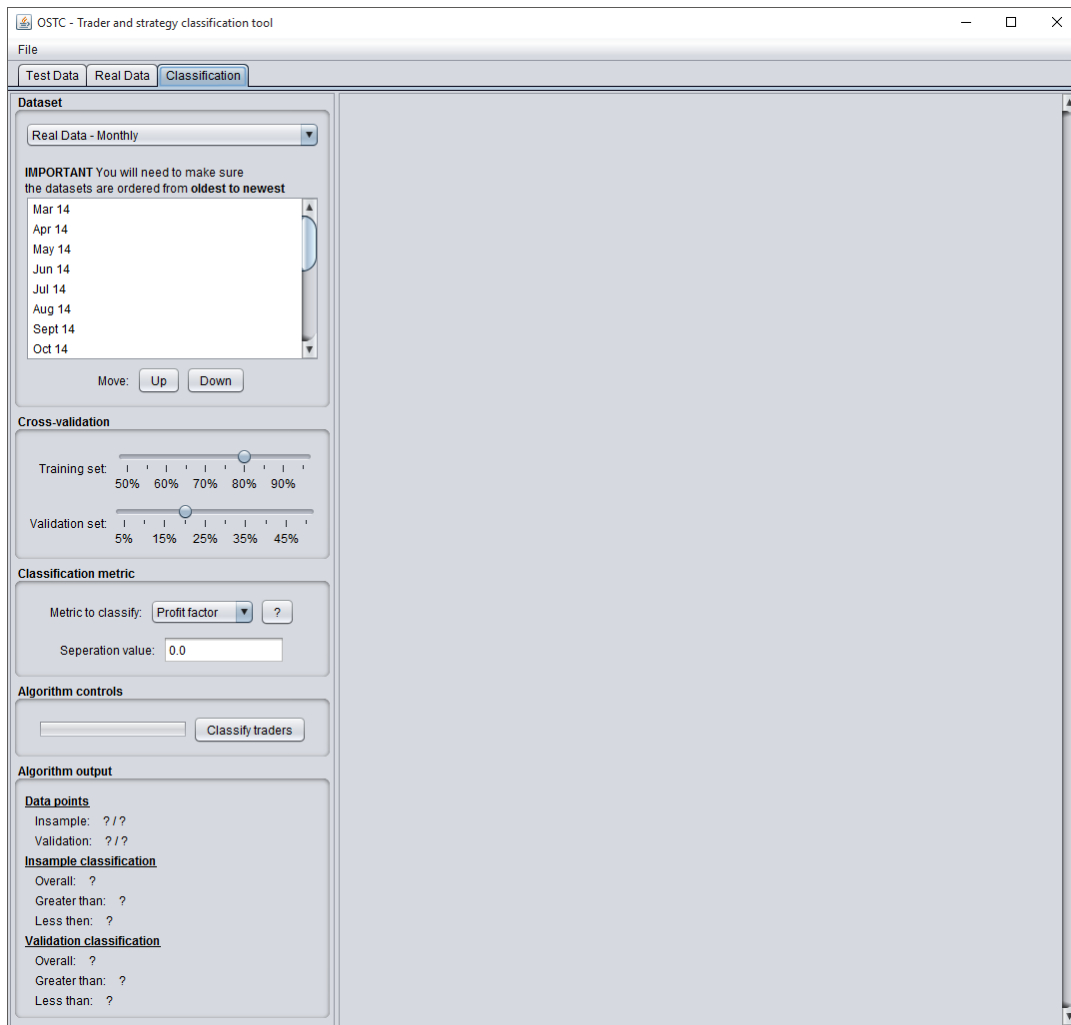 OSTC - Trader and strategy classification tool
File
Test Data Real Data Classification
Dataset
Real Data - Monthly
IMPORTANT You will need to make sure
the datasets are ordered from oldest to newest
Mar 14
Apr 14
May 14
Jun 14
Jul 14
Aug 14
Sept 14
Oct 14
Move: Up Down
Cross-validation
Training set:
50% 60% 70% 80% 90%
Validation set:
5% 15% 25% 35% 45%
Classification metric
Metric to classify: Profit factor ?
Seperation value: 0.0
Algorithm controls
Classify traders
Algorithm output
Data points
Insample: ? / ?
Validation: ? / ?
Insample classification
Overall: ?
Greater than: ?
Less then: ?
Validation classification
Overall: ?
Greater than: ?
Less than: ?